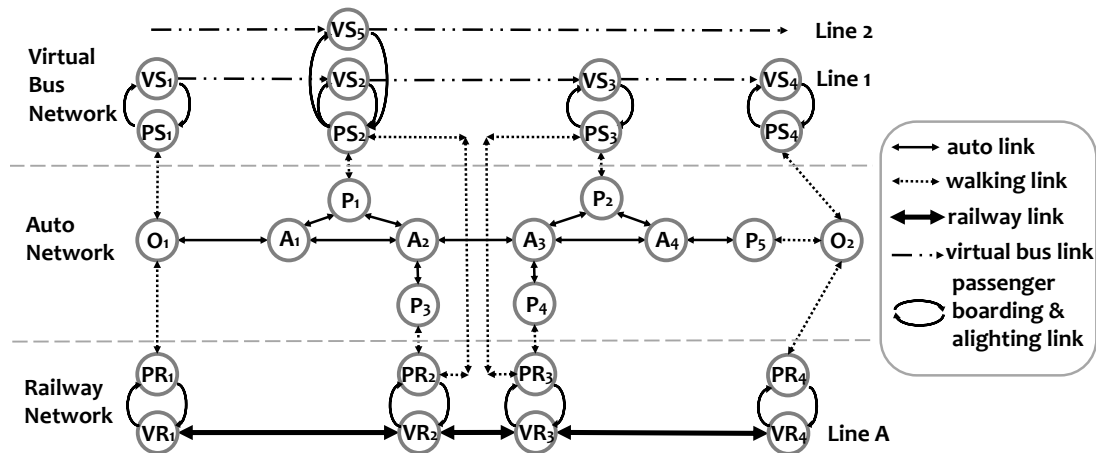 VS₅ Line 2
Virtual
Bus
Network
VS₁ VS₂ VS₃ VS₄ Line 1
PS₁ PS₂ PS₃ PS₄
Auto
Network
P₁ P₂
O₁ A₁ A₂ A₃ A₄ P₅ O₂
P₃ P₄
Railway
Network
PR₁ PR₂ PR₃ PR₄
VR₁ VR₂ VR₃ VR₄ Line A
auto link
walking link
railway link
virtual bus link
passenger
boarding &
alighting link